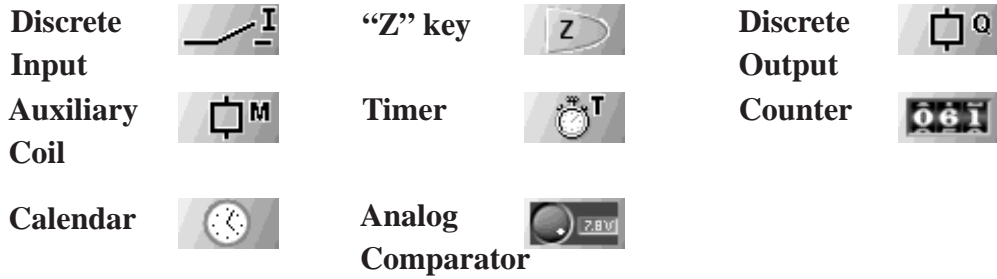 Discrete Input
I
“Z” key
Z
Discrete Output
Q
Auxiliary Coil
M
Timer
T
Counter
061
Calendar
Analog Comparator
7.8V